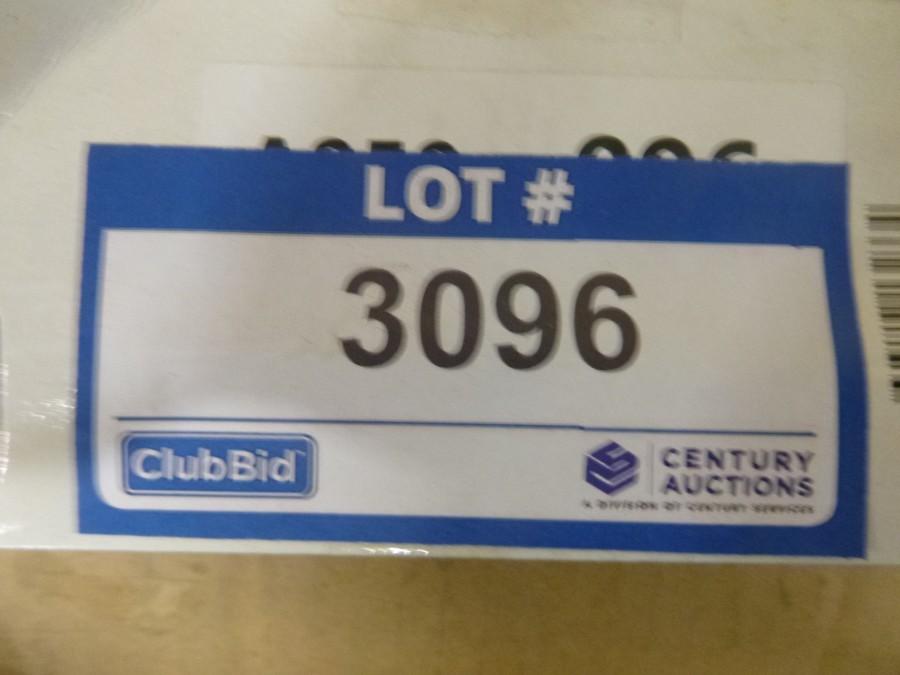 LOT #
3096
ClubBid
CENTURY
AUCTIONS
A DIVISION OF CENTURY SERVICES